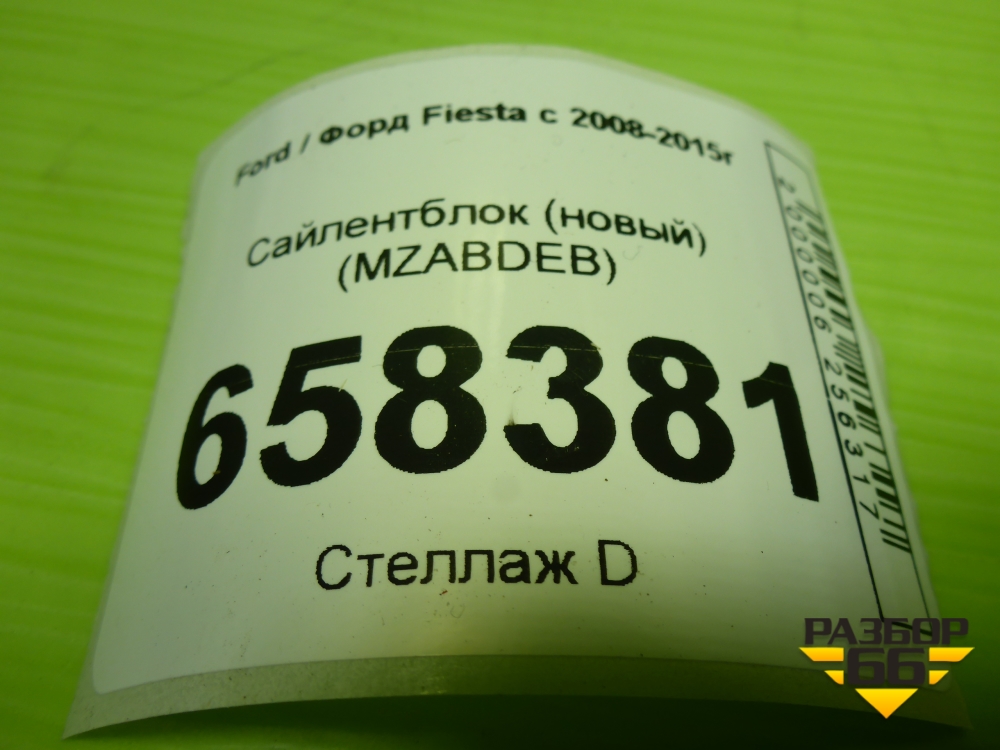 Ford / Форд Fiesta с 2008-2015г
Сайлентблок (новый)
(MZABDEB)
658381
Стеллаж D
2000006256317
РАЗБОР
66